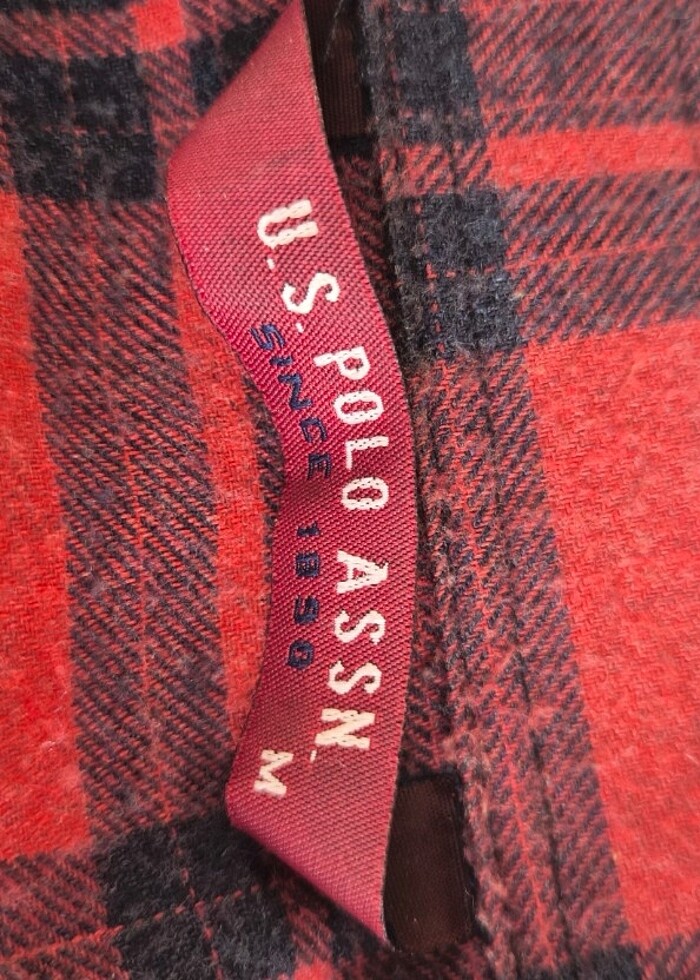 U.S. POLO ASSN.
SINCE 1890
M